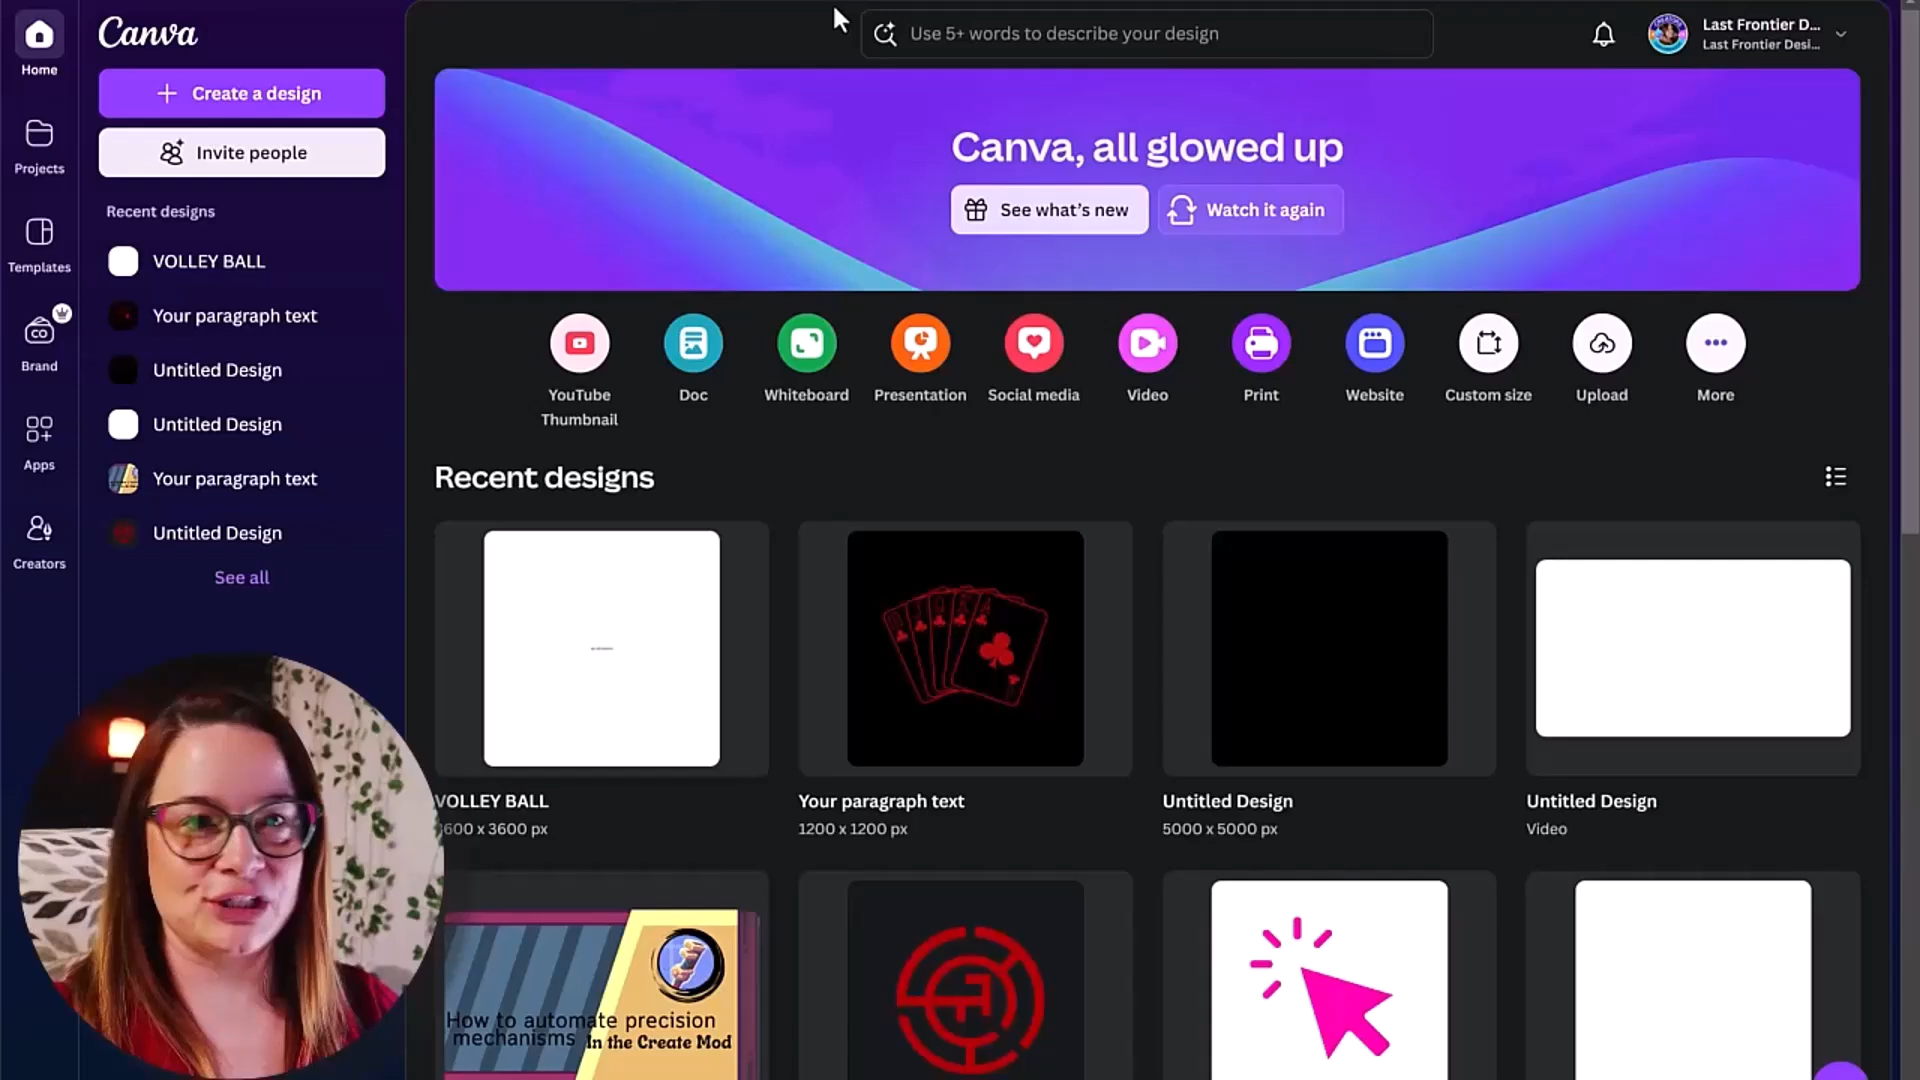 Canva
Use 5+ words to describe your design
Last Frontier D...
Last Frontier Desi...
Home
Create a design
Invite people
Projects
Templates
Brand
Apps
Creators
Recent designs
VOLLEY BALL
Your paragraph text
Untitled Design
Untitled Design
Your paragraph text
Untitled Design
See all
Canva, all glowed up
See what's new
Watch it again
YouTube
Thumbnail
Doc
Whiteboard
Presentation
Social media
Video
Print
Website
Custom size
Upload
More
Recent designs
VOLLEY BALL
600 x 3600 px
Your paragraph text
1200 x 1200 px
Untitled Design
5000 x 5000 px
Untitled Design
Video
How to automate precision
mechanisms In the Create Mod